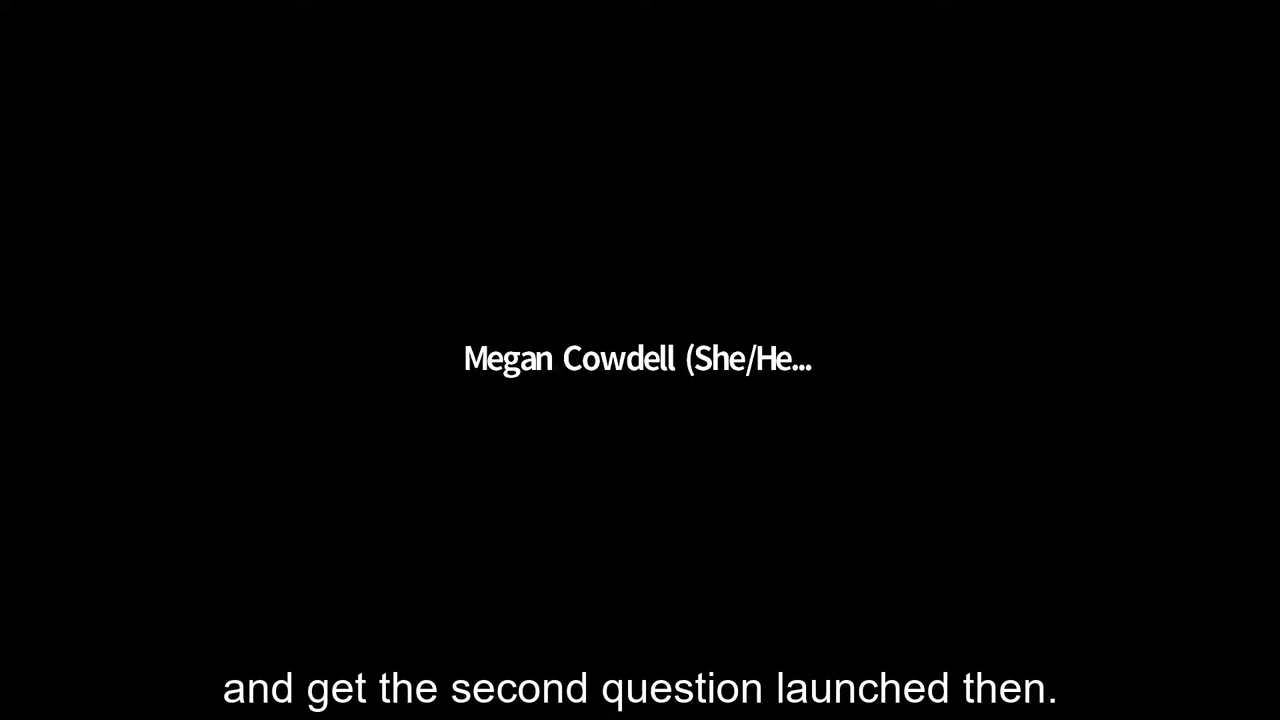 Megan Cowdell (She/He...
and get the second question launched then.